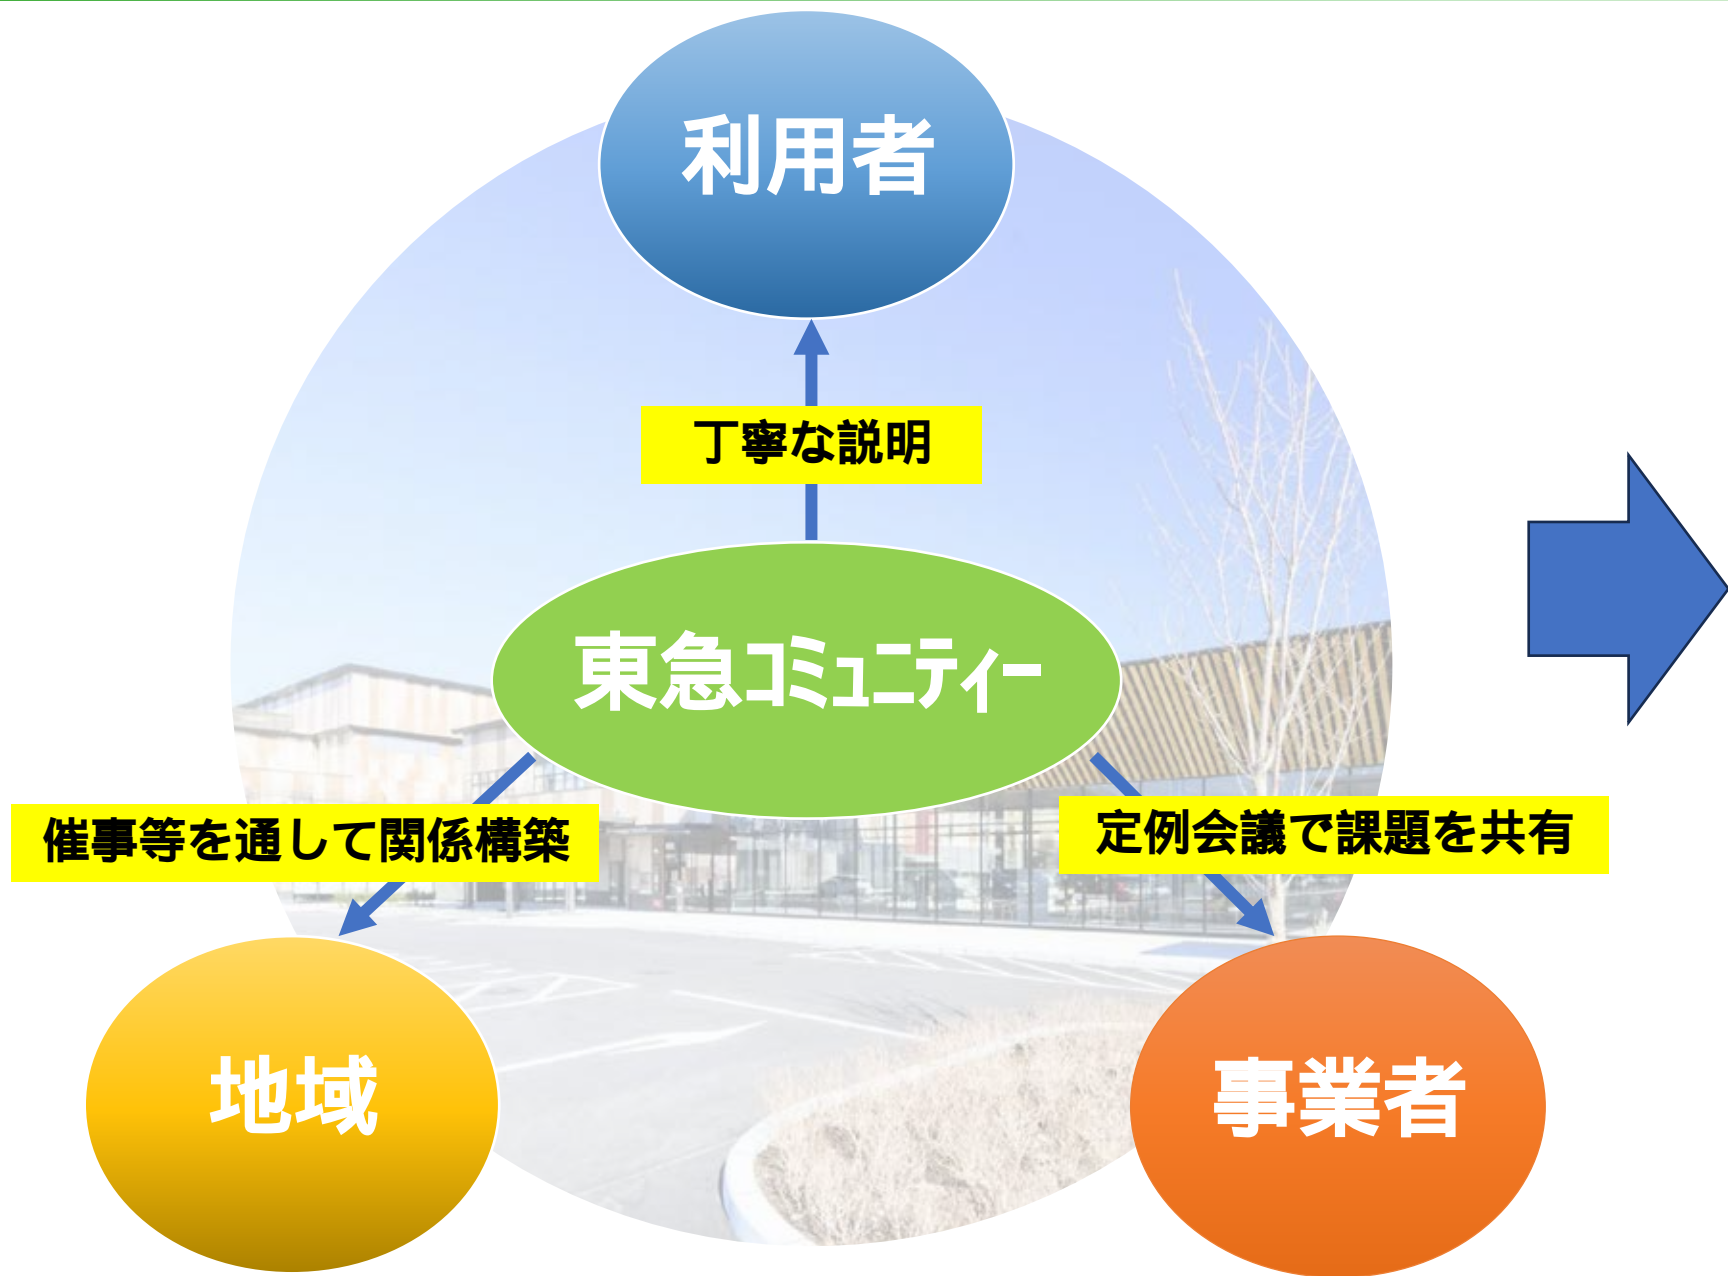 利用者
丁寧な説明
東急コミュニティー
催事等を通して関係構築
定例会議で課題を共有
地域
事業者